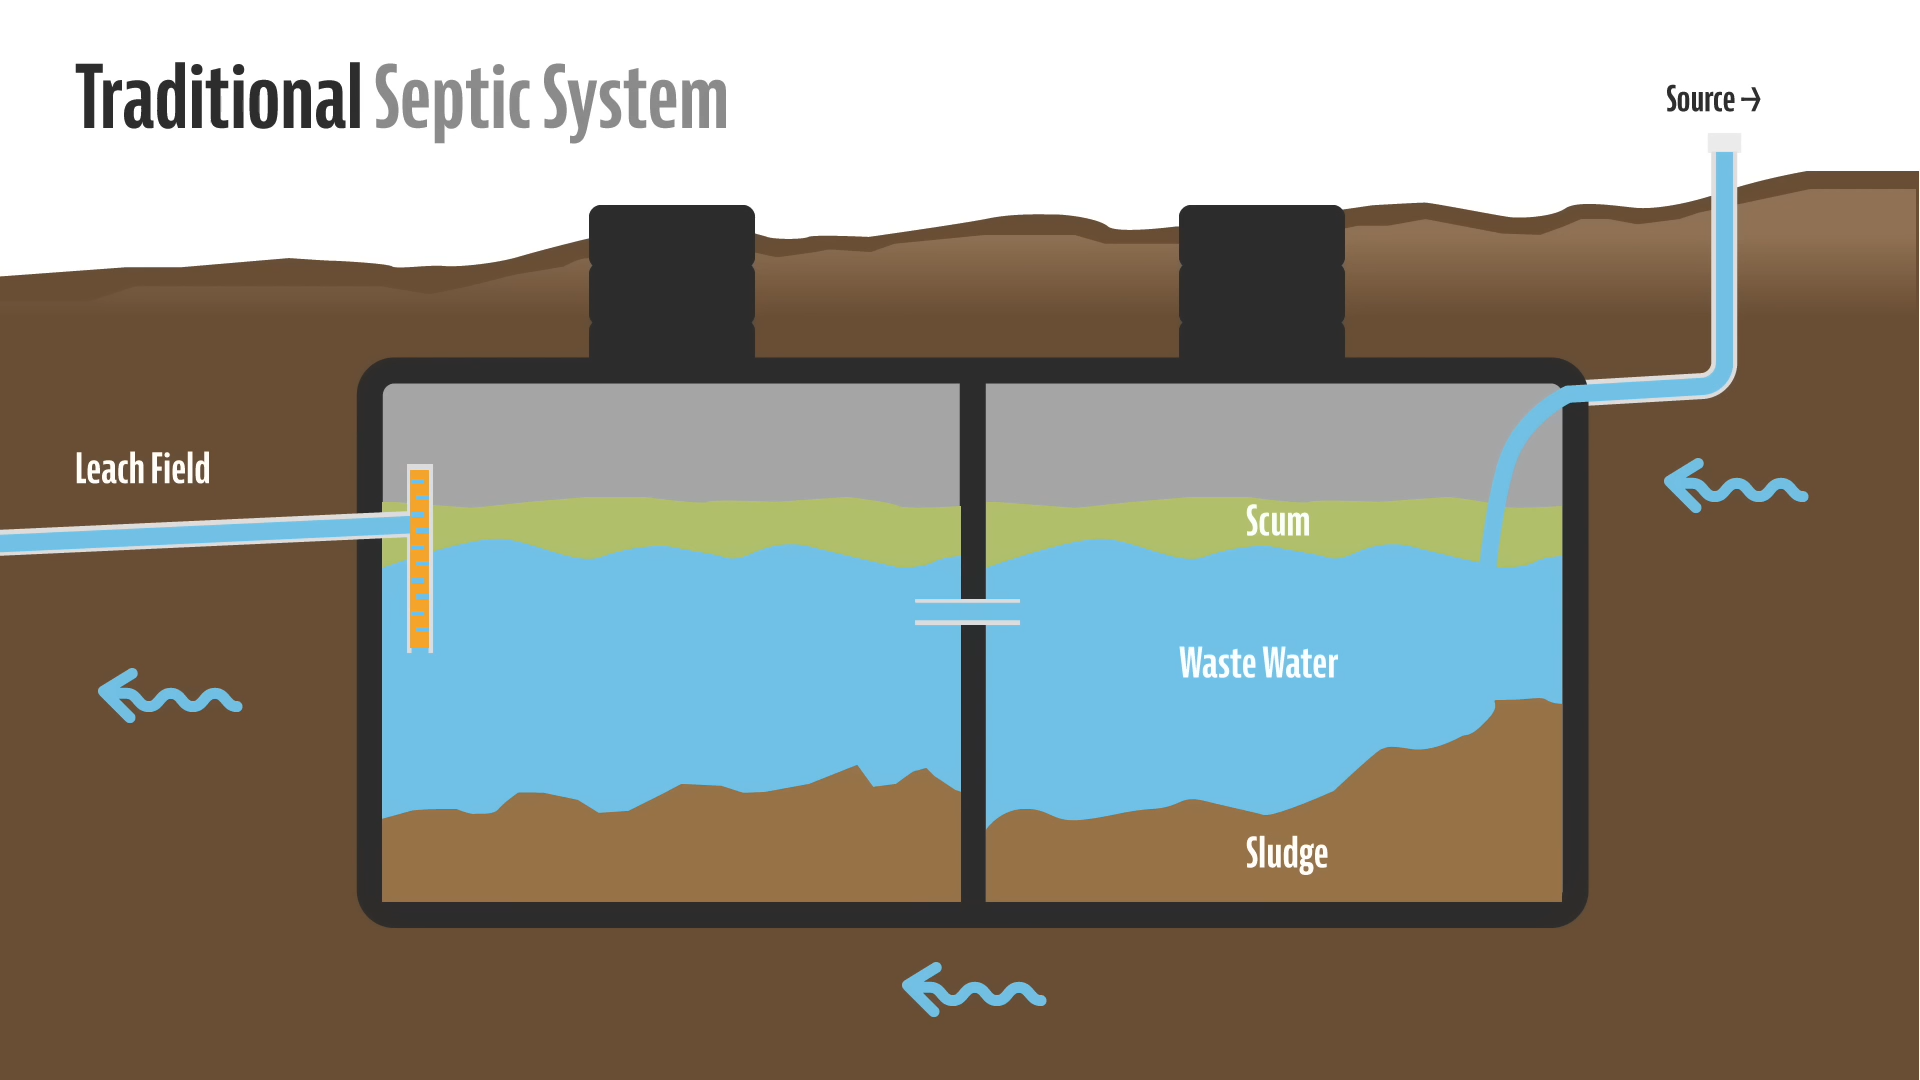 Traditional Septic System
Source →
Leach Field
Scum
Waste Water
Sludge